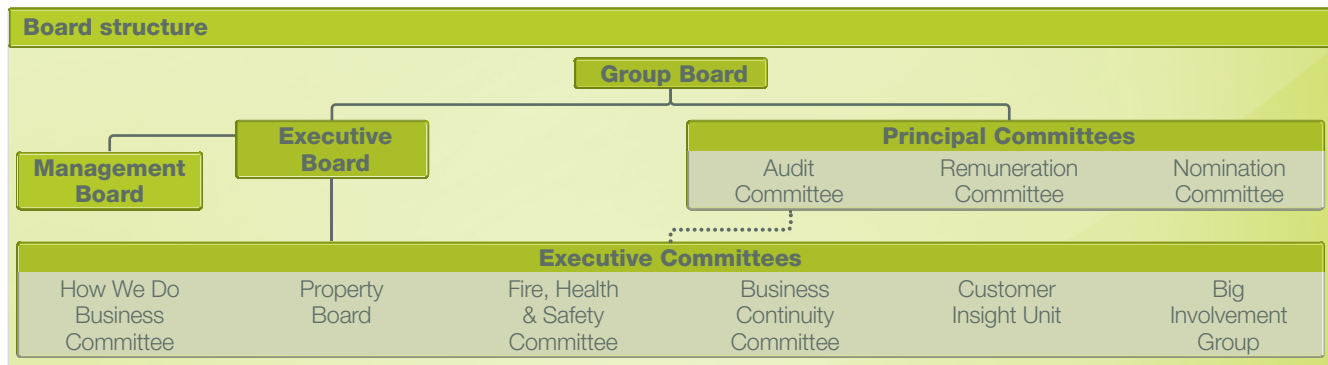 Board structure
Group Board
Executive
Board
Management
Board
Principal Committees
Audit
Committee
Remuneration
Committee
Nomination
Committee
Executive Committees
How We Do
Business
Committee
Property
Board
Fire, Health
& Safety
Committee
Business
Continuity
Committee
Customer
Insight Unit
Big
Involvement
Group